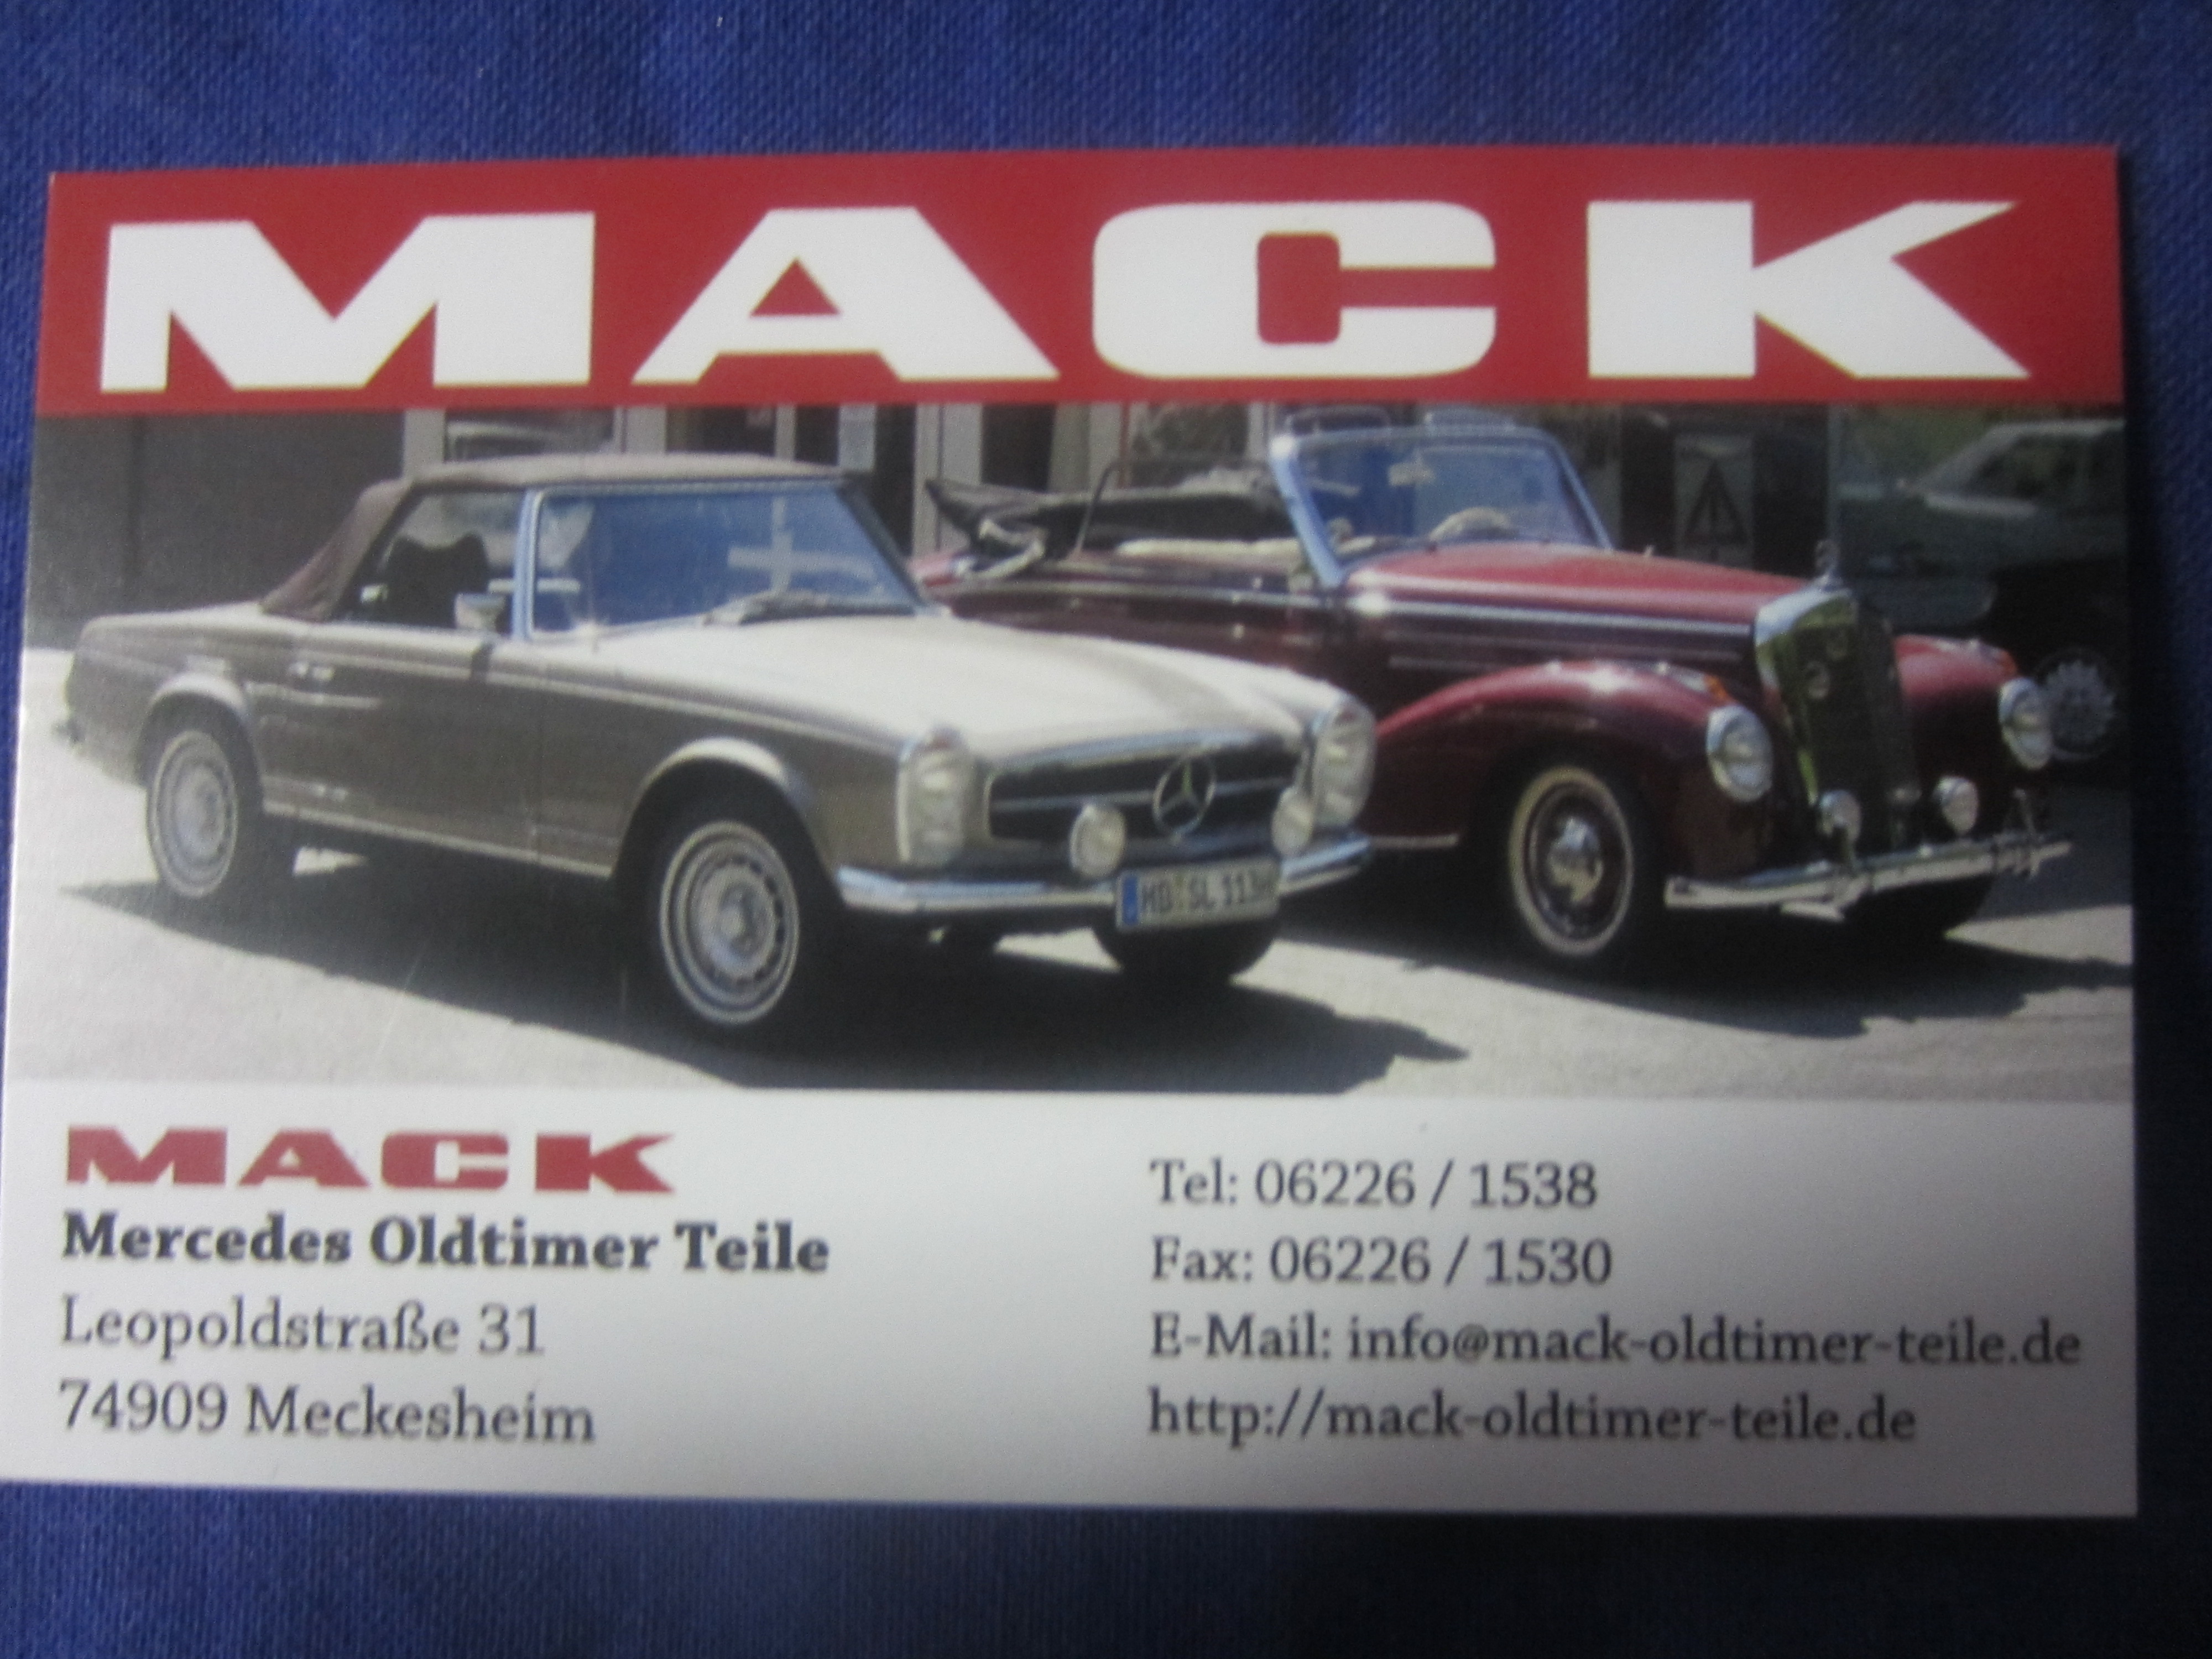 MACK
MACK
Mercedes Oldtimer Teile
Leopoldstraße 31
74909 Meckesheim
Tel: 06226 / 1538
Fax: 06226 / 1530
E-Mail: info@mack-oldtimer-teile.de
http://mack-oldtimer-teile.de